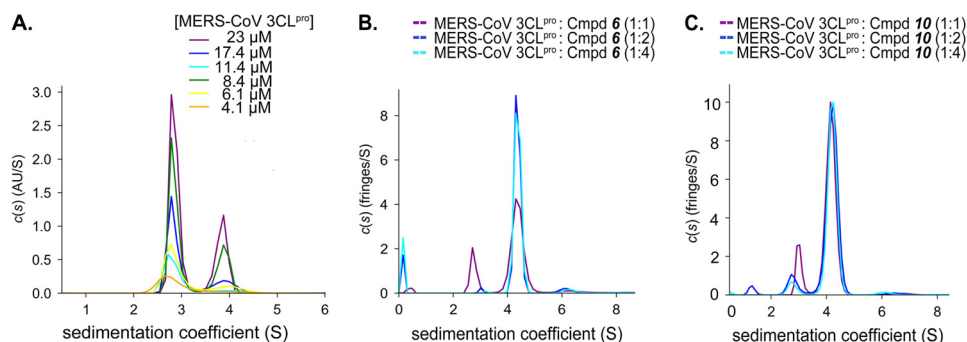 A.
[MERS-CoV 3CLᵖʳᵒ]
23 µM
17.4 µM
11.4 µM
8.4 µM
6.1 µM
4.1 µM
3.0
2.5
2.0
1.5
1.0
0.5
0.0
c(s) (AU/S)
1 2 3 4 5 6
sedimentation coefficient (S)
B.
MERS-CoV 3CLᵖʳᵒ: Cmpd 6 (1:1)
MERS-CoV 3CLᵖʳᵒ: Cmpd 6 (1:2)
MERS-CoV 3CLᵖʳᵒ: Cmpd 6 (1:4)
8
6
4
2
0
c(s) (fringes/S)
0 2 4 6 8
sedimentation coefficient (S)
C.
MERS-CoV 3CLᵖʳᵒ: Cmpd 10 (1:1)
MERS-CoV 3CLᵖʳᵒ: Cmpd 10 (1:2)
MERS-CoV 3CLᵖʳᵒ: Cmpd 10 (1:4)
10
8
6
4
2
0.
c(s) (fringes/S)
0 2 4 6 8
sedimentation coefficient (S)